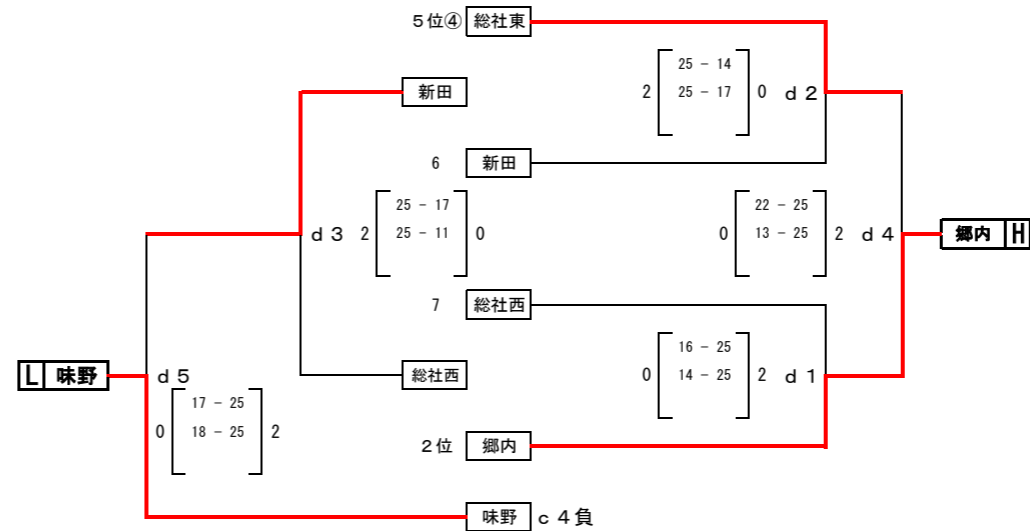 5位④ 総社東
新田
25 - 14
2 25 - 17 0 ｄ２
6 新田
25 - 17
ｄ３ 2 25 - 11 0
22 - 25
0 13 - 25 2 ｄ４
郷内 H
7 総社西
L 味野
ｄ５
総社西
16 - 25
0 14 - 25 2 ｄ１
17 - 25
0 18 - 25 2
２位 郷内
味野 ｃ４負